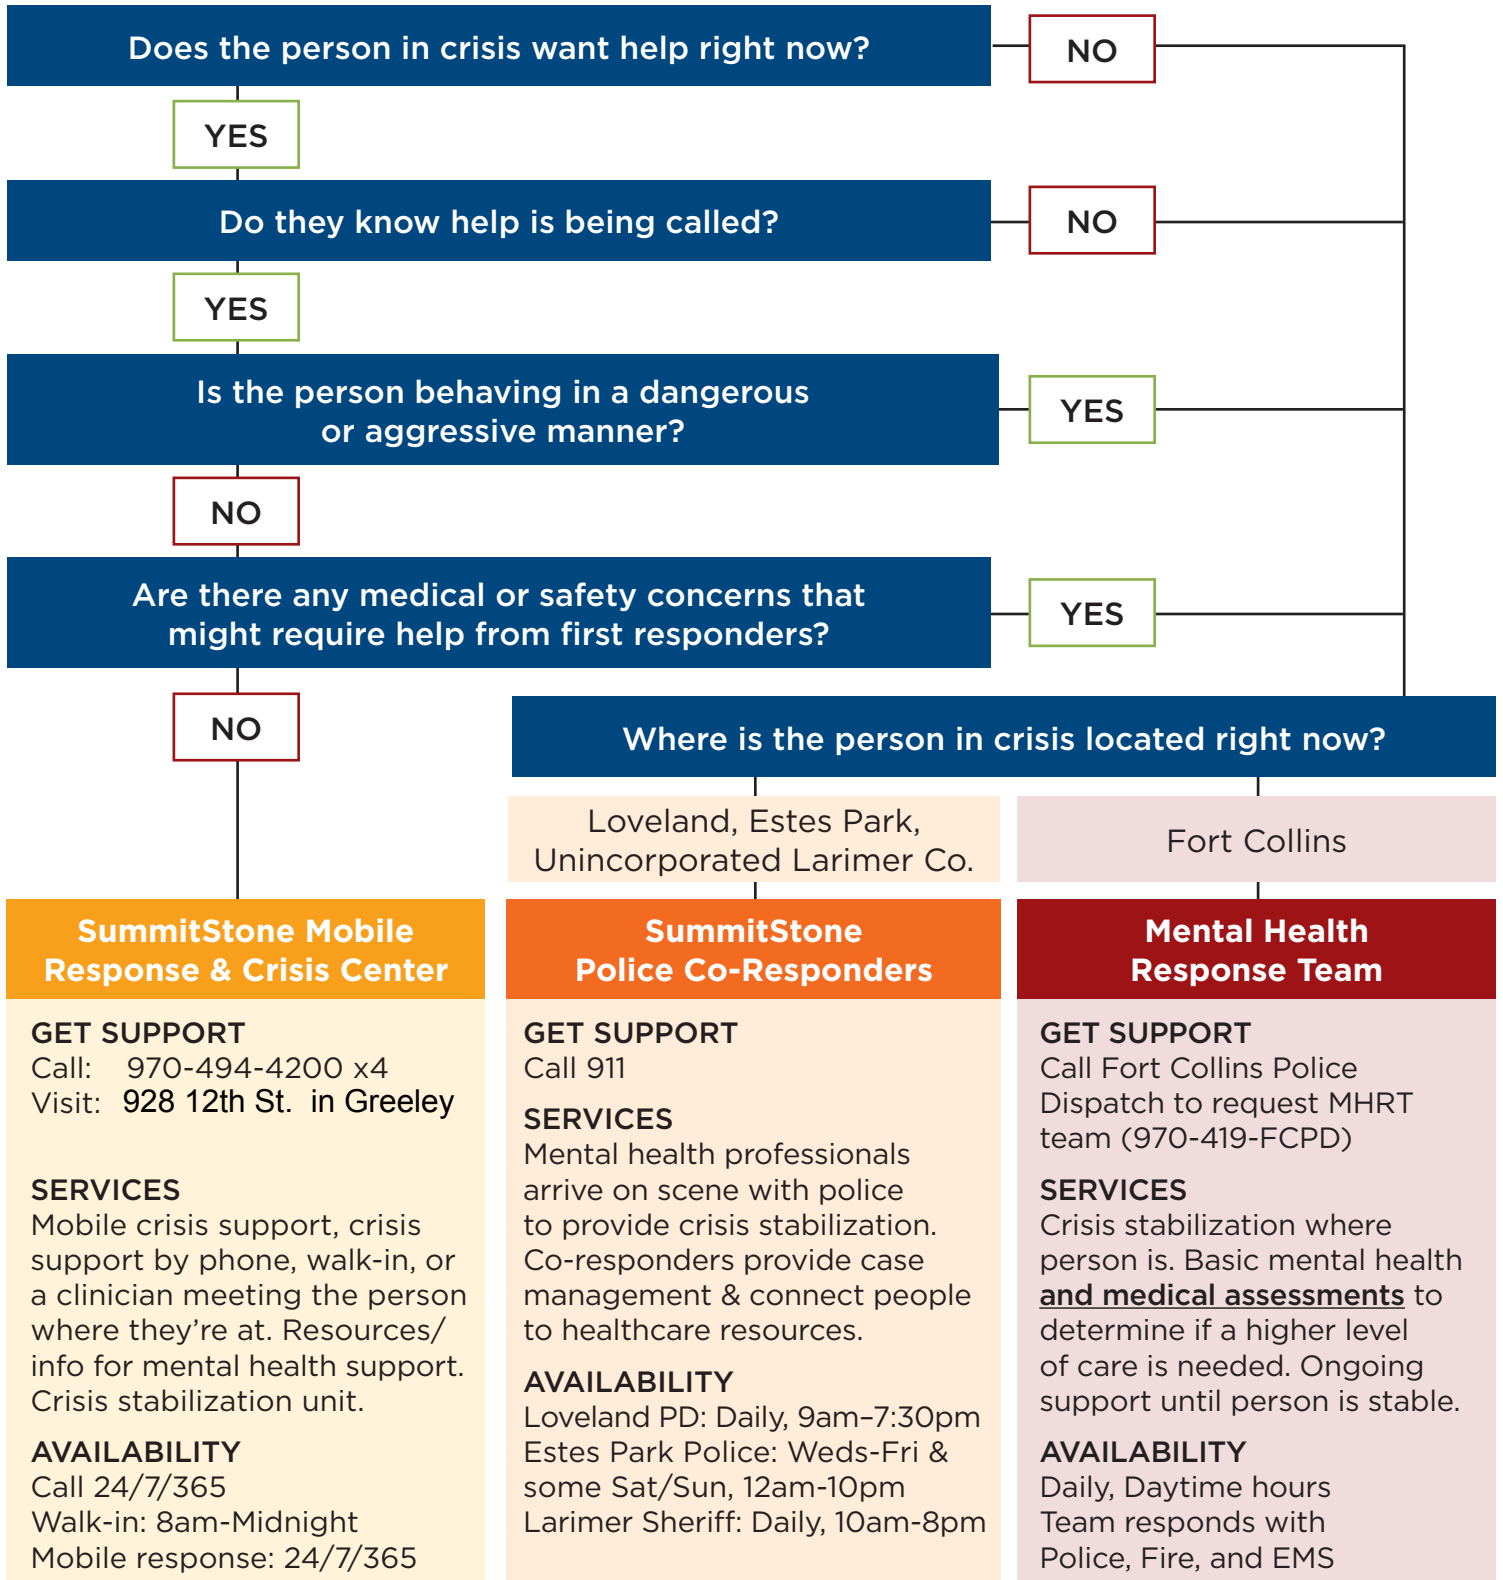 Does the person in crisis want help right now?
NO
YES
Do they know help is being called?
NO
YES
Is the person behaving in a dangerous
or aggressive manner?
YES
NO
Are there any medical or safety concerns that
might require help from first responders?
YES
NO
Where is the person in crisis located right now?
Loveland, Estes Park,
Unincorporated Larimer Co.
Fort Collins
SummitStone Mobile
Response & Crisis Center
GET SUPPORT
Call: 970-494-4200 x4
Visit: 928 12th St. in Greeley
SERVICES
Mobile crisis support, crisis
support by phone, walk-in, or
a clinician meeting the person
where they're at. Resources/
info for mental health support.
Crisis stabilization unit.
AVAILABILITY
Call 24/7/365
Walk-in: 8am-Midnight
Mobile response: 24/7/365
SummitStone
Police Co-Responders
GET SUPPORT
Call 911
SERVICES
Mental health professionals
arrive on scene with police
to provide crisis stabilization.
Co-responders provide case
management & connect people
to healthcare resources.
AVAILABILITY
Loveland PD: Daily, 9am–7:30pm
Estes Park Police: Weds-Fri &
some Sat/Sun, 12am-10pm
Larimer Sheriff: Daily, 10am-8pm
Mental Health
Response Team
GET SUPPORT
Call Fort Collins Police
Dispatch to request MHRT
team (970-419-FCPD)
SERVICES
Crisis stabilization where
person is. Basic mental health
and medical assessments to
determine if a higher level
of care is needed. Ongoing
support until person is stable.
AVAILABILITY
Daily, Daytime hours
Team responds with
Police, Fire, and EMS